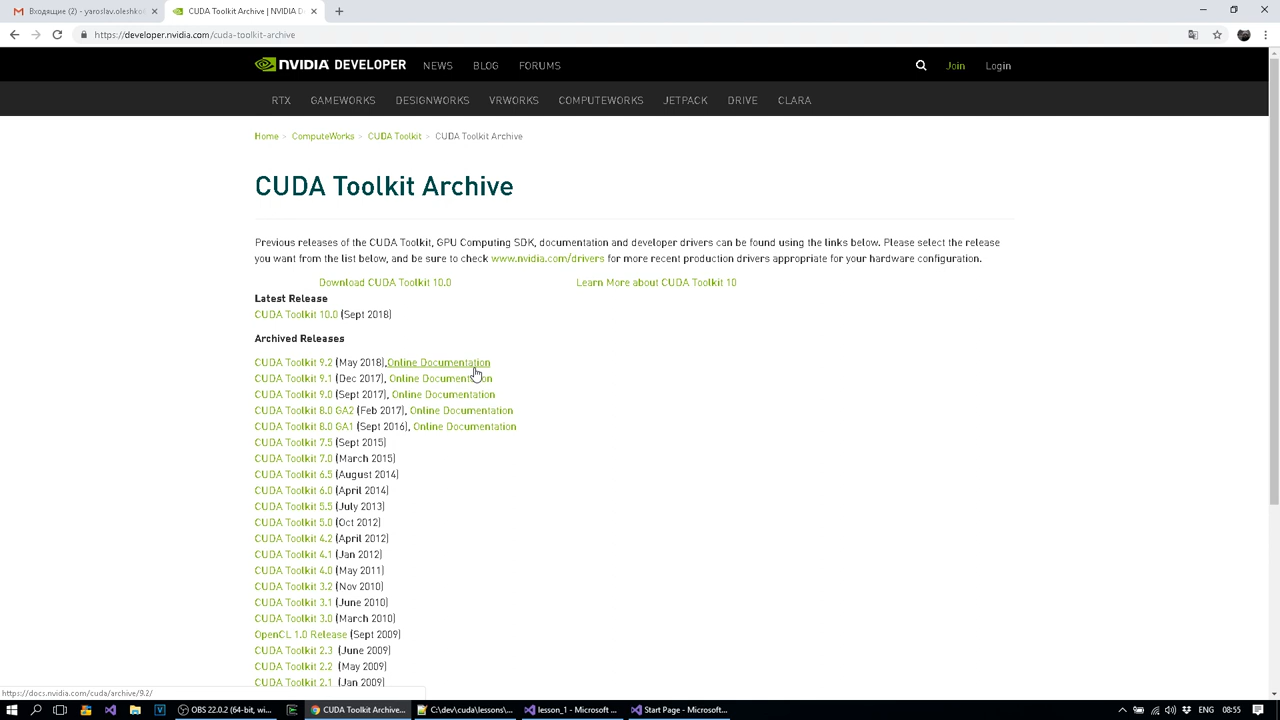 Входящие (2) - yaroslav.oleshko
CUDA Toolkit Archive | NVIDIA D
https://developer.nvidia.com/cuda-toolkit-archive
NVIDIA DEVELOPER NEWS BLOG FORUMS Join Login
RTX GAMEWORKS DESIGNWORKS VRWORKS COMPUTEWORKS JETPACK DRIVE CLARA
Home > ComputeWorks > CUDA Toolkit > CUDA Toolkit Archive
CUDA Toolkit Archive
Previous releases of the CUDA Toolkit, GPU Computing SDK, documentation and developer drivers can be found using the links below. Please select the release
you want from the list below, and be sure to check www.nvidia.com/drivers for more recent production drivers appropriate for your hardware configuration.
Download CUDA Toolkit 10.0 Learn More about CUDA Toolkit 10
Latest Release
CUDA Toolkit 10.0 (Sept 2018)
Archived Releases
CUDA Toolkit 9.2 (May 2018),Online Documentation
CUDA Toolkit 9.1 (Dec 2017), Online Documentation
CUDA Toolkit 9.0 (Sept 2017), Online Documentation
CUDA Toolkit 8.0 GA2 (Feb 2017), Online Documentation
CUDA Toolkit 8.0 GA1 (Sept 2016), Online Documentation
CUDA Toolkit 7.5 (Sept 2015)
CUDA Toolkit 7.0 (March 2015)
CUDA Toolkit 6.5 (August 2014)
CUDA Toolkit 6.0 (April 2014)
CUDA Toolkit 5.5 (July 2013)
CUDA Toolkit 5.0 (Oct 2012)
CUDA Toolkit 4.2 (April 2012)
CUDA Toolkit 4.1 (Jan 2012)
CUDA Toolkit 4.0 (May 2011)
CUDA Toolkit 3.2 (Nov 2010)
CUDA Toolkit 3.1 (June 2010)
CUDA Toolkit 3.0 (March 2010)
OpenCL 1.0 Release (Sept 2009)
CUDA Toolkit 2.3 (June 2009)
CUDA Toolkit 2.2 (May 2009)
CUDA Toolkit 2.1 (Jan 2009)
https://docs.nvidia.com/cuda/archive/9.2/
OBS 22.0.2 (64-bit, wi... CUDA Toolkit Archive... C:\dev\cuda\lessons\... lesson_1 - Microsoft ... Start Page - Microsoft... ENG 08:55